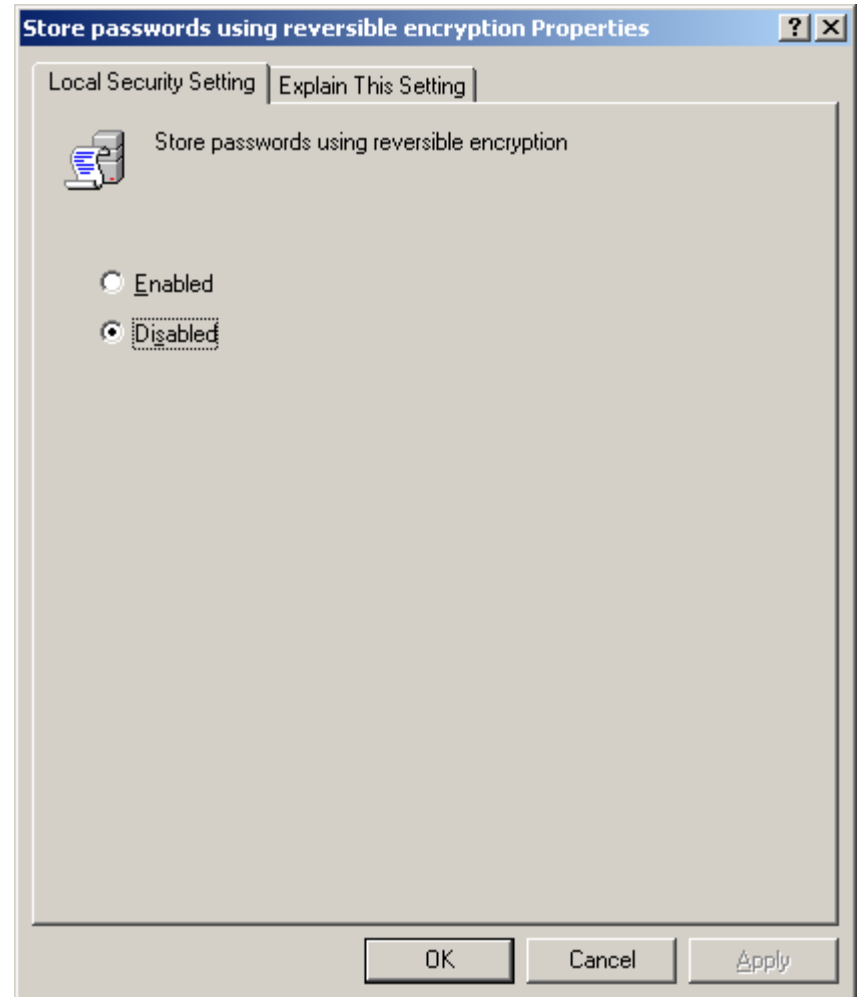 Store passwords using reversible encryption Properties
Local Security Setting
Explain This Setting
Store passwords using reversible encryption
Enabled
Disabled
OK
Cancel
Apply